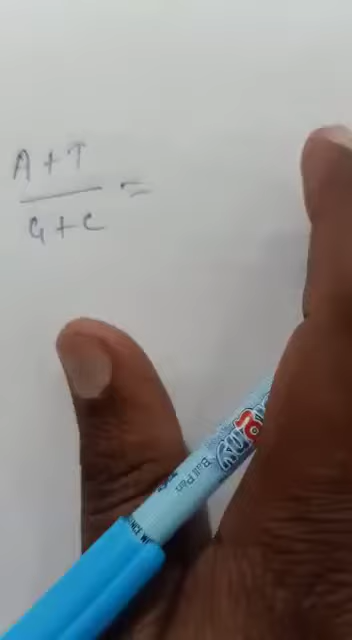 A + T
G + C =
Ball Pen